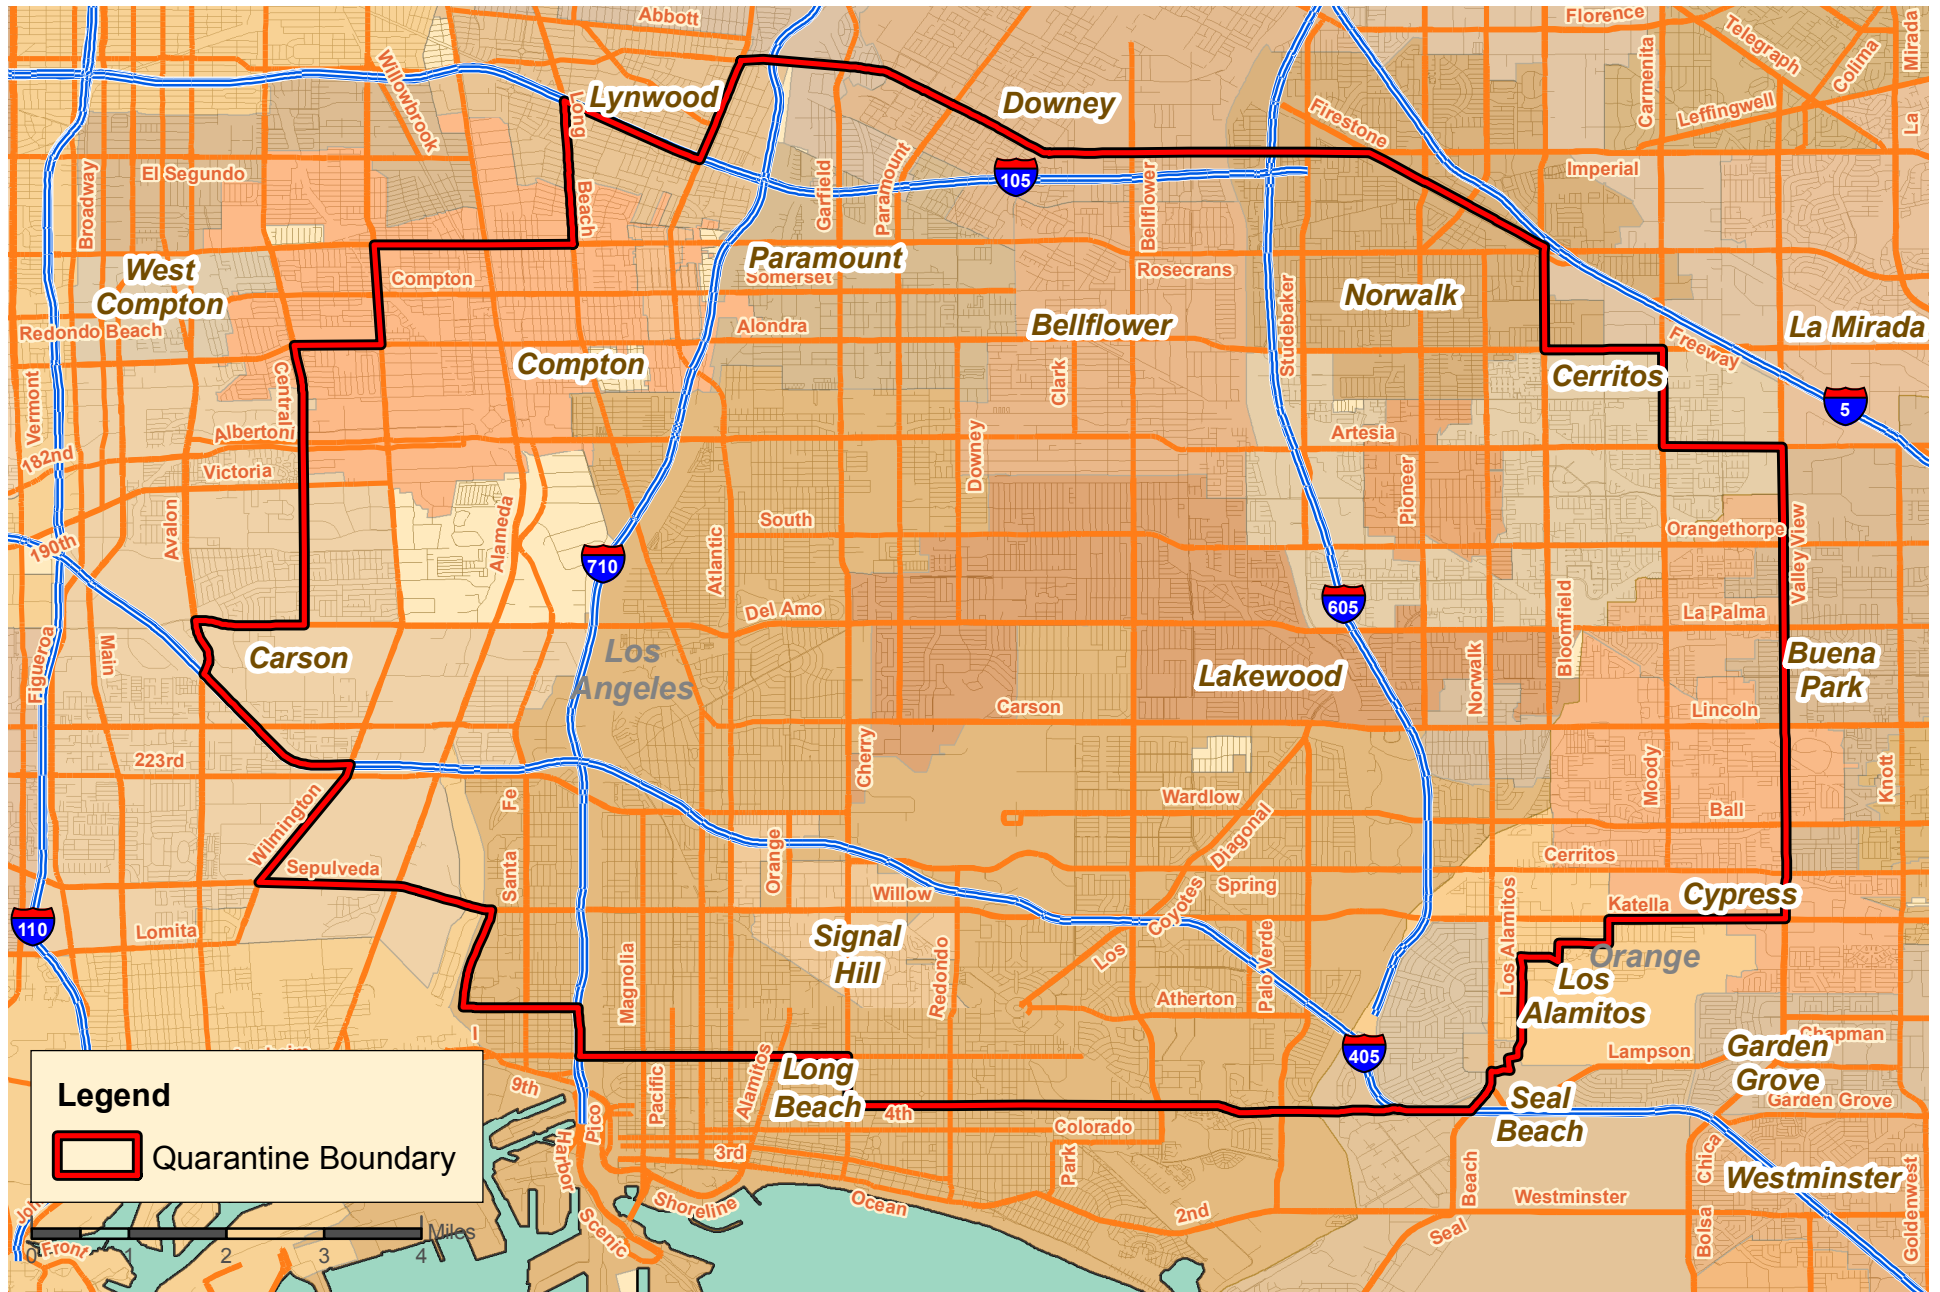 Abbott
Florence
Telegraph
Colima
La Mirada
Willowbrook
Lynwood
Long
Downey
Firestone
Carmenita
Leffingwell
La
Broadway
El Segundo
Beach
Garfield
Paramount
105
Bellflower
Imperial
West
Compton
Compton
Paramount
Somerset
Rosecrans
Studebaker
Norwalk
Redondo Beach
Alondra
Bellflower
Freeway
La Mirada
Vermont
Central
Compton
Clark
Cerritos
5
182nd
Albertoni
Victoria
Downey
Artesia
Pioneer
190th
Avalon
Alameda
710
Atlantic
South
Orangethorpe
Valley View
Figueroa
Main
Carson
Los
Angeles
Del Amo
605
Lakewood
Norwalk
Bloomfield
La Palma
Buena
Park
Carson
Lincoln
223rd
Wilmington
Fe
Santa
Cherry
Wardlow
Diagonal
Moody
Ball
Knott
Sepulveda
Orange
Willow
Coyotes
Los
Spring
Cerritos
Los Alamitos
Katella
Cypress
110
Lomita
Magnolia
Signal
Hill
Redondo
Palo Verde
Atherton
Orange
Los
Alamitos
I
9th
Pacific
Alamitos
Long
Beach
4th
405
Lampson
Chapman
Garden
Grove
Garden Grove
Seal
Beach
Legend
Quarantine Boundary
Harbor
Pico
3rd
Colorado
Park
Beach
Seal
Chica
Bolsa
Westminster
Westminster
Goldenwest
Shoreline
Ocean
2nd
Scenic
Front
0 1 2 3 4
Miles